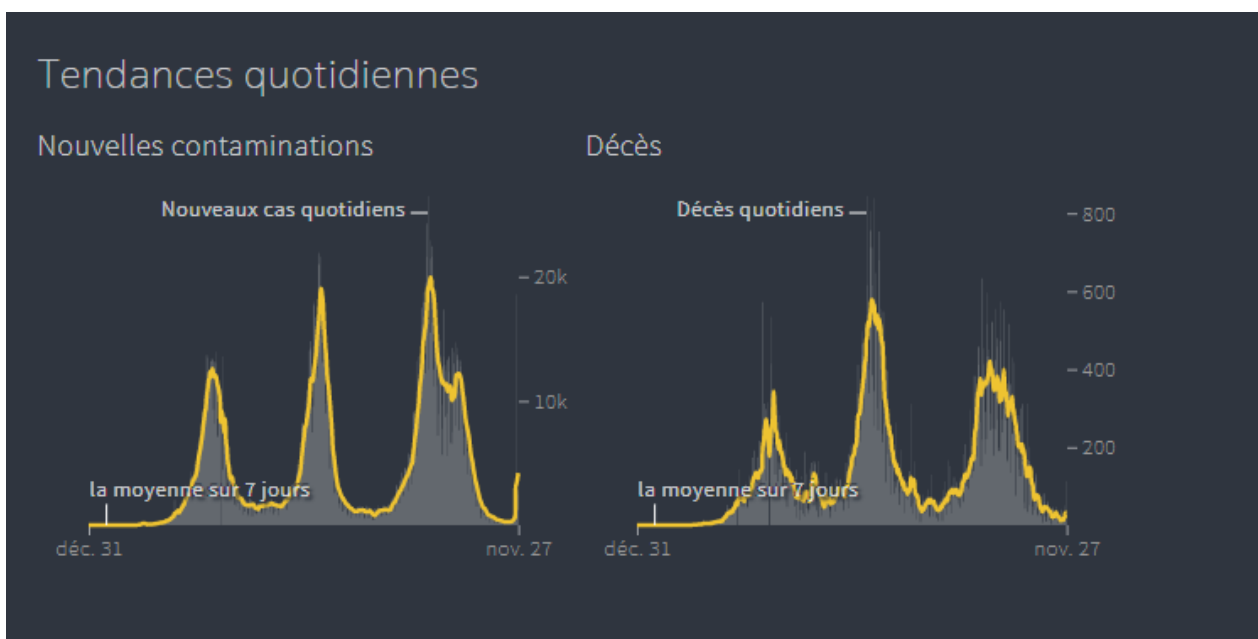 Tendances quotidiennes
Nouvelles contaminations
Nouveaux cas quotidiens
20k
10k
la moyenne sur 7 jours
déc. 31
nov. 27
Décès
Décès quotidiens
800
600
400
200
la moyenne sur 7 jours
déc. 31
nov. 27